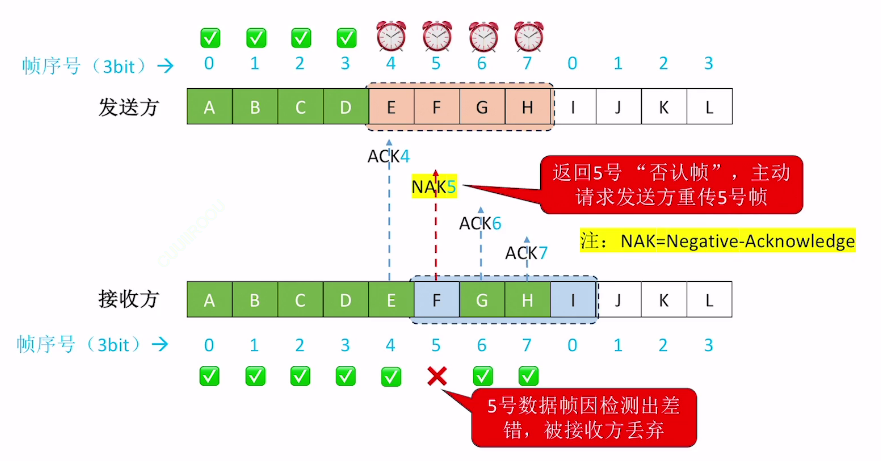 帧序号（3bit）→ 0 1 2 3 4 5 6 7 0 1 2 3
发送方 A B C D E F G H I J K L
ACK4
NAK5
ACK6
ACK7
返回5号 “否认帧”，主动
请求发送方重传5号帧
注：NAK=Negative-Acknowledge
接收方 A B C D E F G H I J K L
帧序号（3bit）→ 0 1 2 3 4 5 6 7 0 1 2 3
5号数据帧因检测出差
错，被接收方丢弃